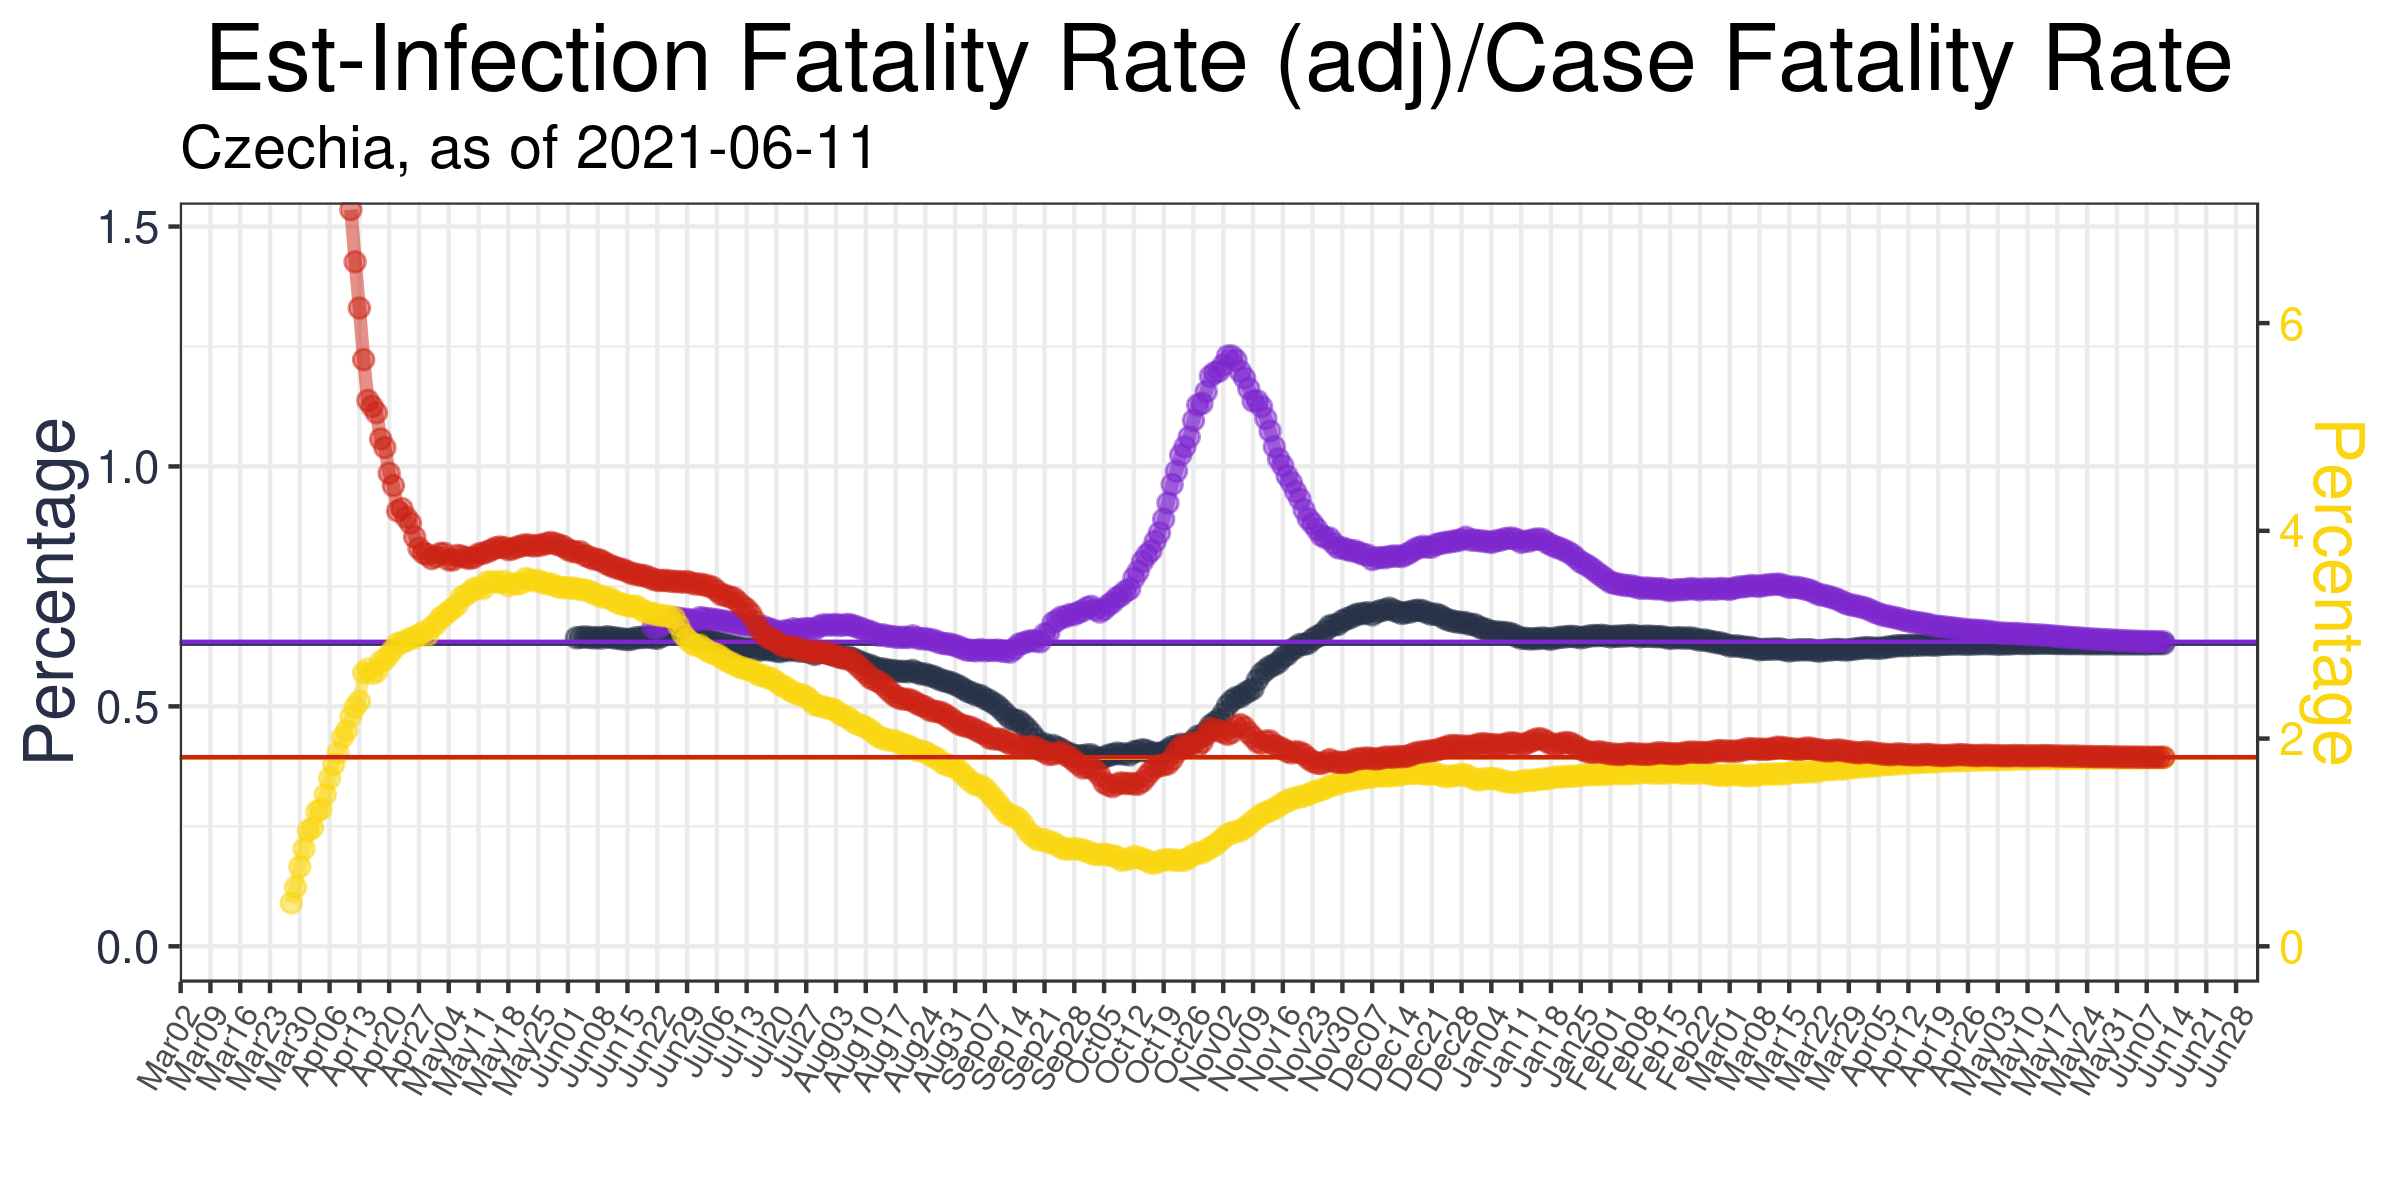 Est-Infection Fatality Rate (adj)/Case Fatality Rate
Czechia, as of 2021-06-11
Percentage
1.5
1.0
0.5
0.0
6
4
2
0
Percentage
Mar02
Mar09
Mar16
Mar23
Mar30
Apr06
Apr13
Apr20
Apr27
May04
May11
May18
May25
Jun01
Jun08
Jun15
Jun22
Jun29
Jul06
Jul13
Jul20
Jul27
Aug03
Aug10
Aug17
Aug24
Aug31
Sep07
Sep14
Sep21
Sep28
Oct05
Oct12
Oct19
Oct26
Nov02
Nov09
Nov16
Nov23
Nov30
Dec07
Dec14
Dec21
Dec28
Jan04
Jan11
Jan18
Jan25
Feb01
Feb08
Feb15
Feb22
Mar01
Mar08
Mar15
Mar22
Mar29
Apr05
Apr12
Apr19
Apr26
May03
May10
May17
May24
May31
Jun07
Jun14
Jun21
Jun28